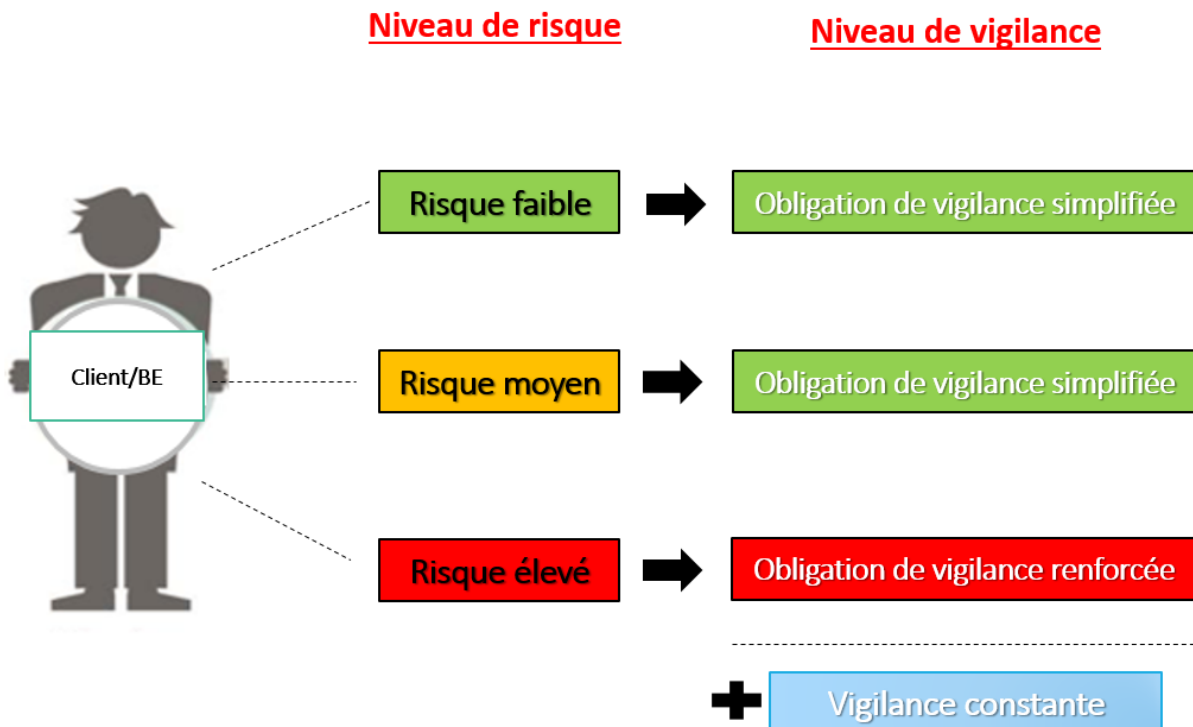 Niveau de risque
Niveau de vigilance
Risque faible
Obligation de vigilance simplifiée
Client/BE
Risque moyen
Obligation de vigilance simplifiée
Risque élevé
Obligation de vigilance renforcée
Vigilance constante